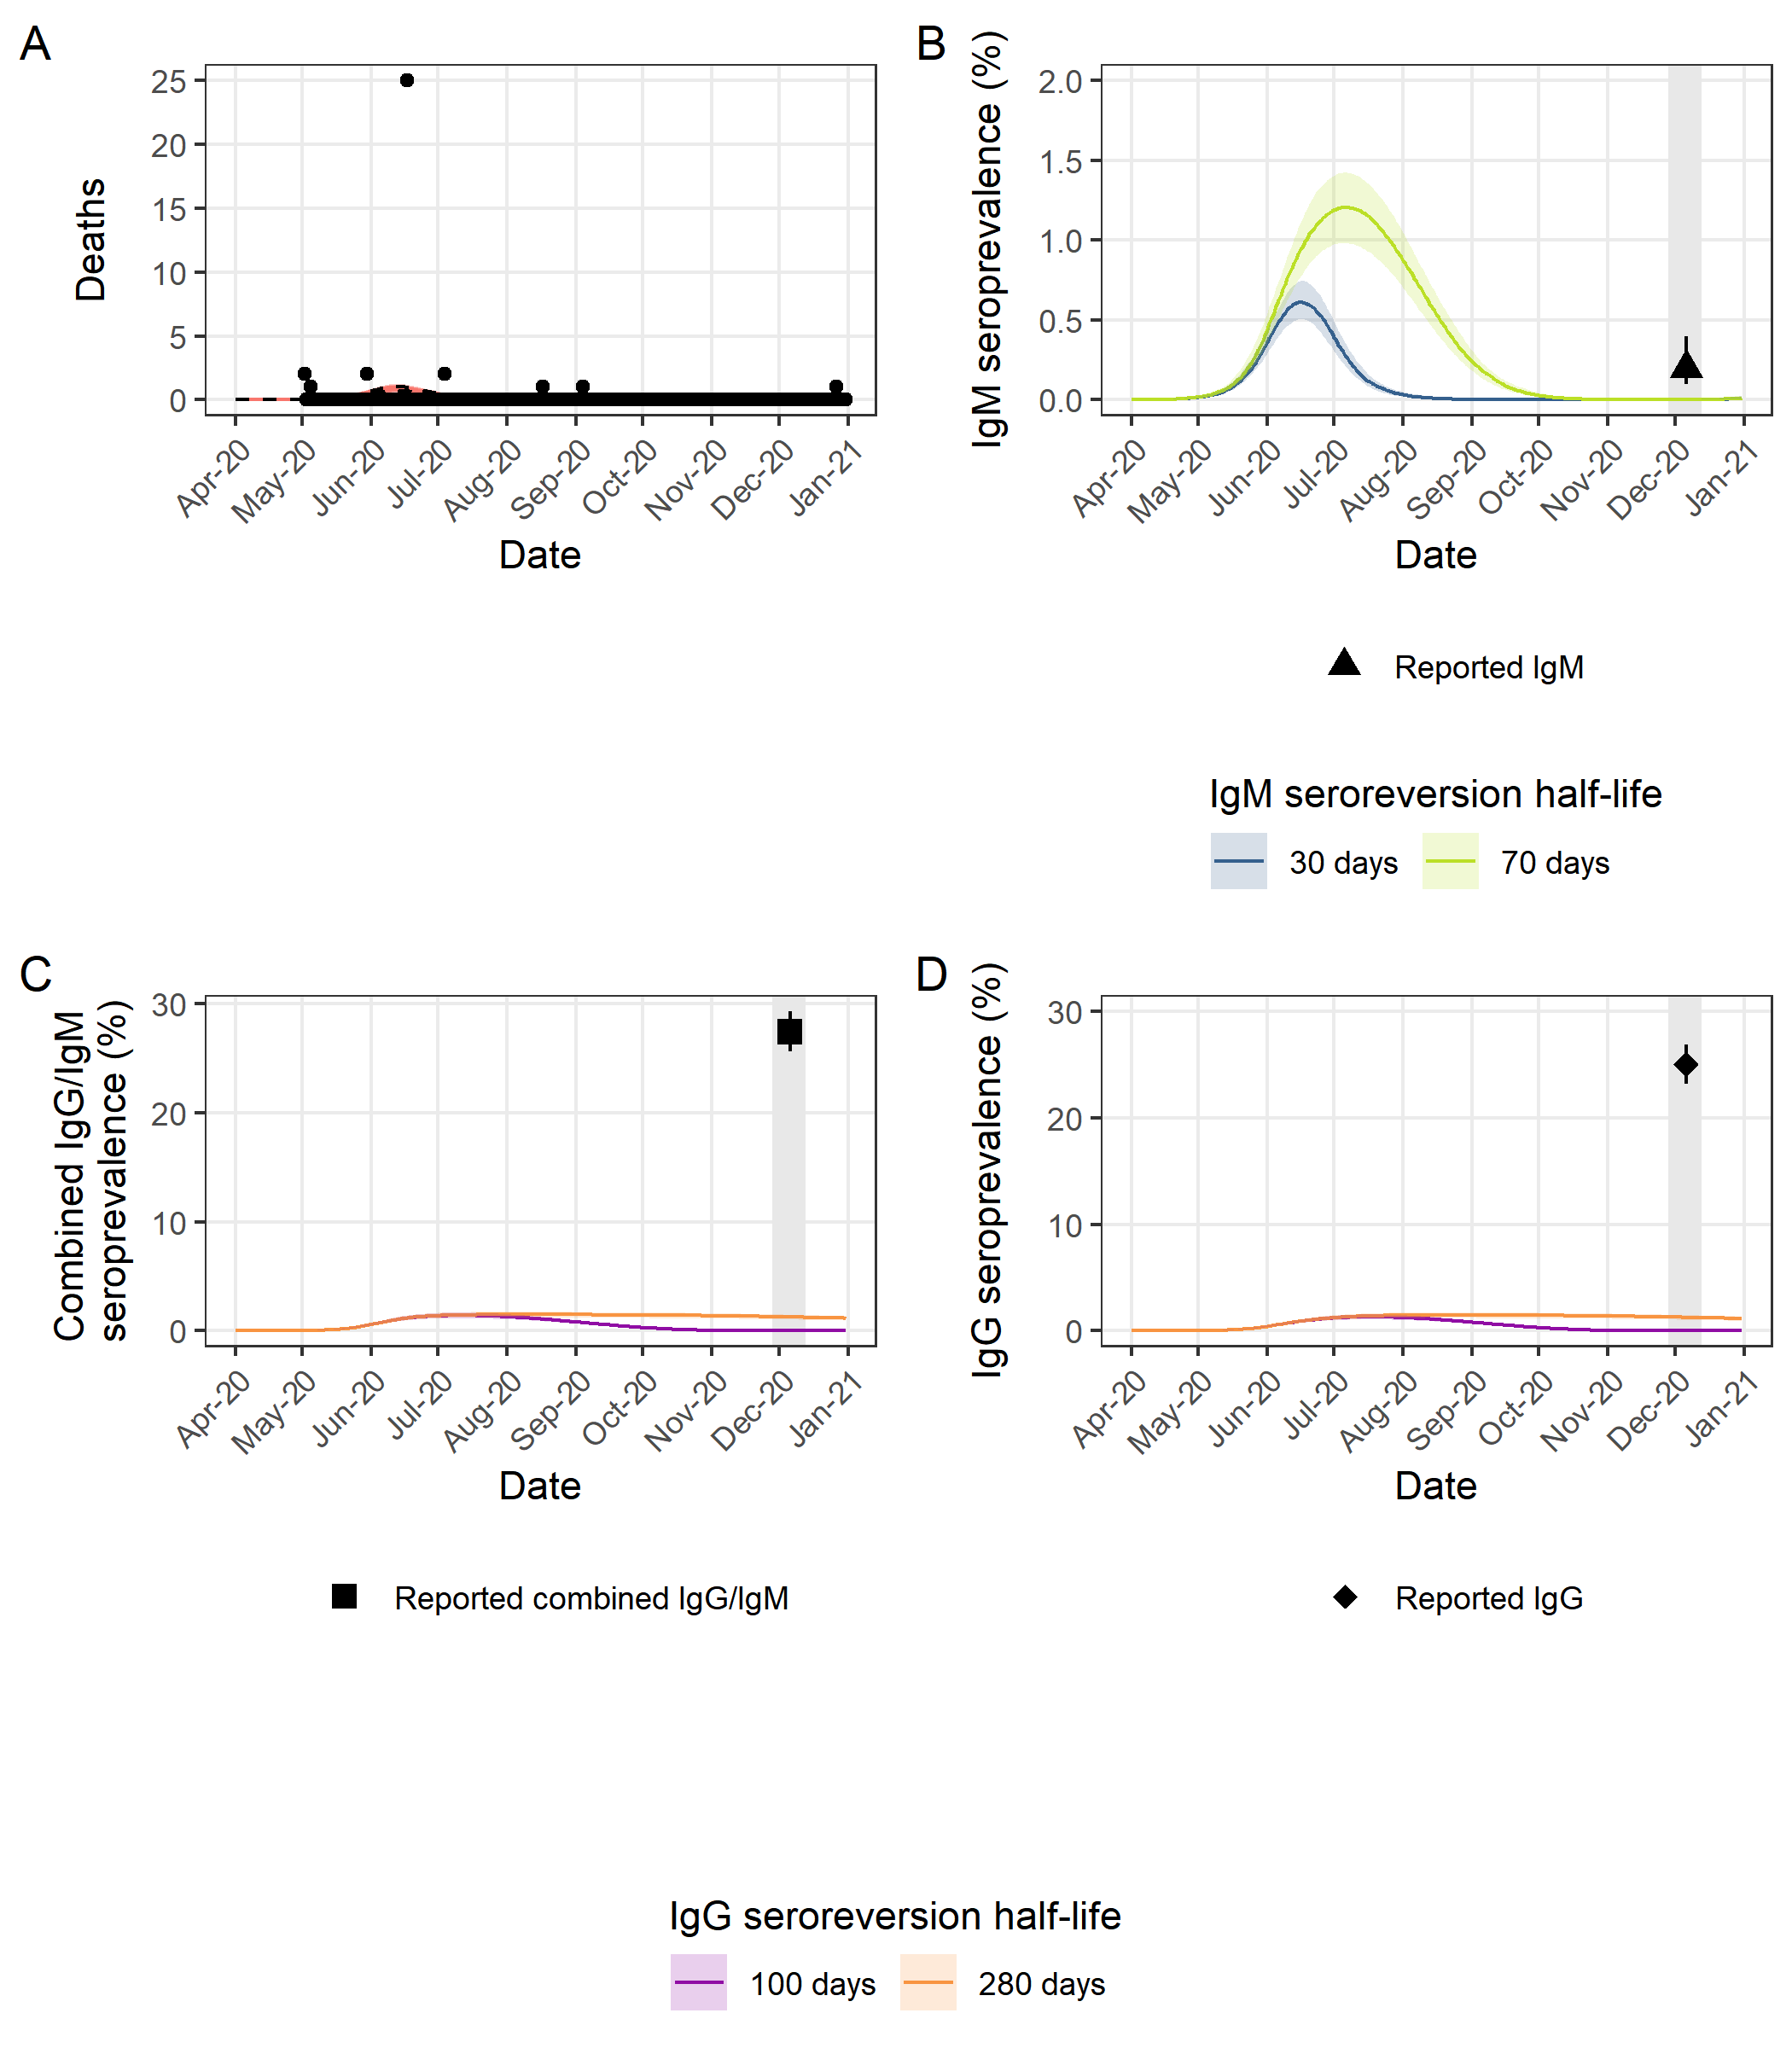 A
Deaths
25
20
15
10
5
0
Apr-20
May-20
Jun-20
Jul-20
Aug-20
Sep-20
Oct-20
Nov-20
Dec-20
Jan-21
Date
B
IgM seroprevalence (%)
2.0
1.5
1.0
0.5
0.0
Apr-20
May-20
Jun-20
Jul-20
Aug-20
Sep-20
Oct-20
Nov-20
Dec-20
Jan-21
Date
Reported IgM
IgM seroreversion half-life
30 days
70 days
C
Combined IgG/IgM
seroprevalence (%)
30
20
10
0
Apr-20
May-20
Jun-20
Jul-20
Aug-20
Sep-20
Oct-20
Nov-20
Dec-20
Jan-21
Date
Reported combined IgG/IgM
D
IgG seroprevalence (%)
30
20
10
0
Apr-20
May-20
Jun-20
Jul-20
Aug-20
Sep-20
Oct-20
Nov-20
Dec-20
Jan-21
Date
Reported IgG
IgG seroreversion half-life
100 days
280 days